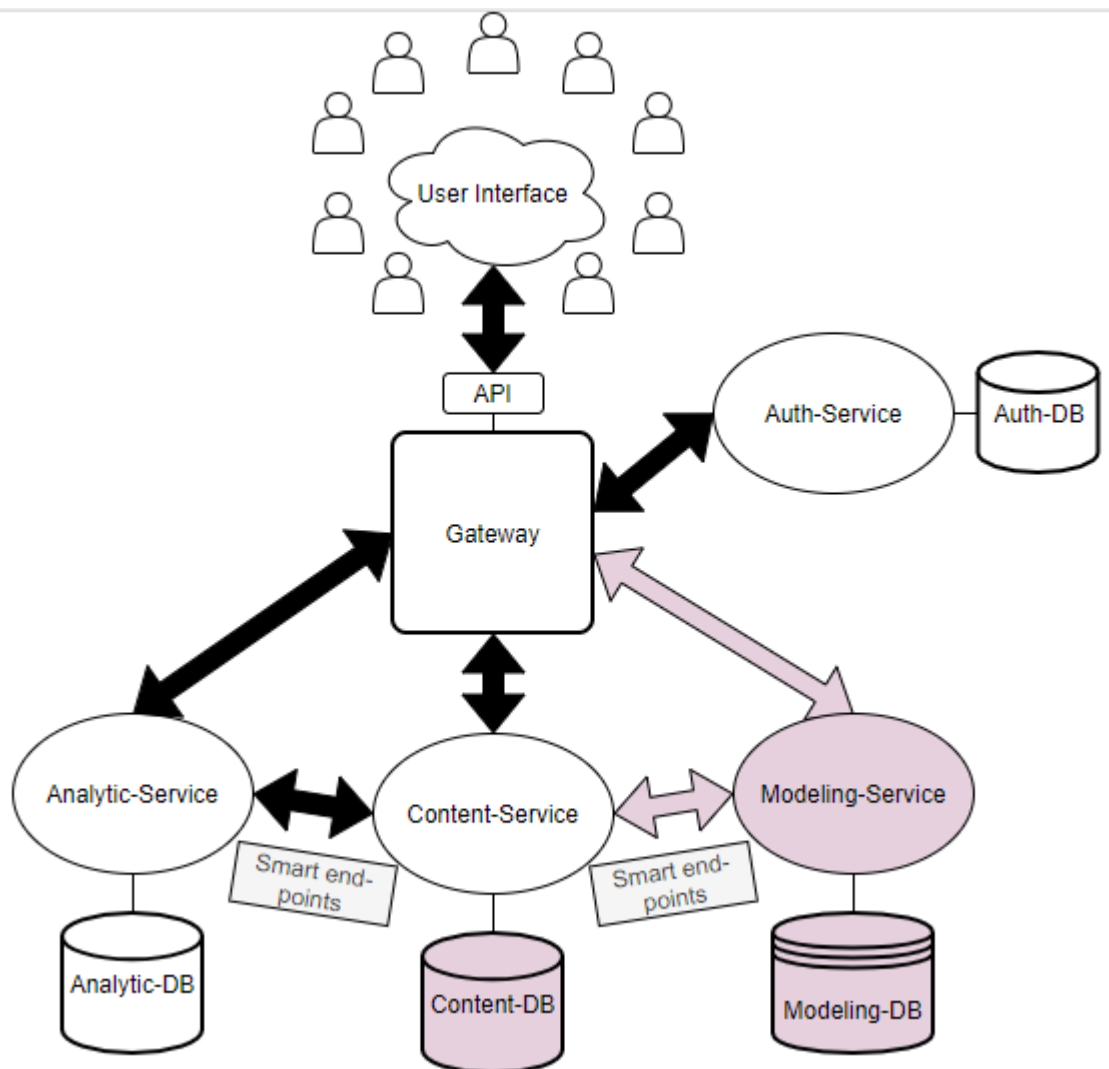 User Interface
API
Auth-Service
Auth-DB
Gateway
Analytic-Service
Content-Service
Modeling-Service
Smart end-
points
Smart end-
points
Analytic-DB
Content-DB
Modeling-DB